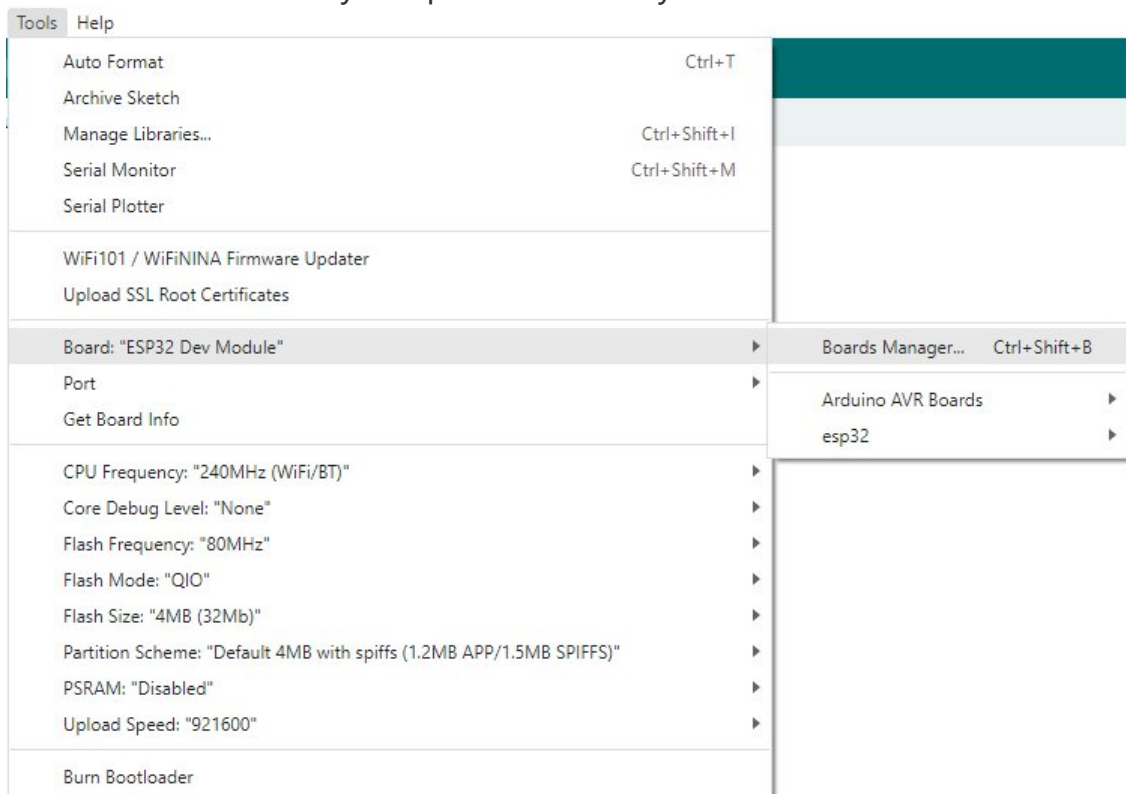 Tools Help
Auto Format Ctrl+T
Archive Sketch
Manage Libraries... Ctrl+Shift+I
Serial Monitor Ctrl+Shift+M
Serial Plotter
WiFi101 / WiFiNINA Firmware Updater
Upload SSL Root Certificates
Board: "ESP32 Dev Module"
Boards Manager... Ctrl+Shift+B
Port
Arduino AVR Boards
Get Board Info
esp32
CPU Frequency: "240MHz (WiFi/BT)"
Core Debug Level: "None"
Flash Frequency: "80MHz"
Flash Mode: "QIO"
Flash Size: "4MB (32Mb)"
Partition Scheme: "Default 4MB with spiffs (1.2MB APP/1.5MB SPIFFS)"
PSRAM: "Disabled"
Upload Speed: "921600"
Burn Bootloader